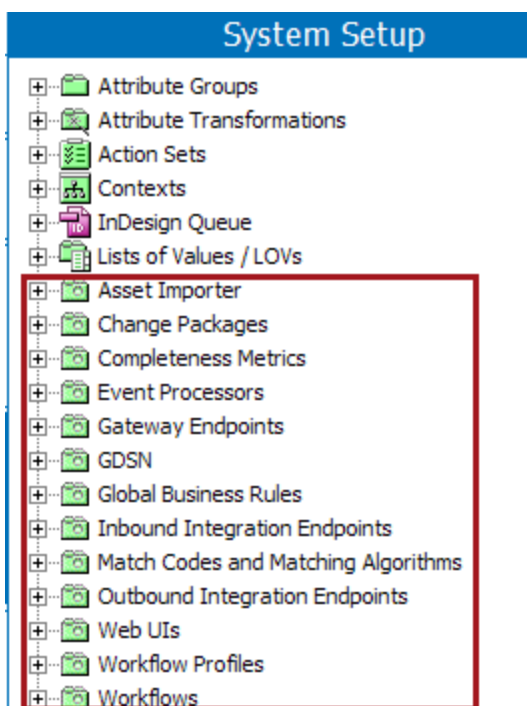 System Setup
Attribute Groups
Attribute Transformations
Action Sets
Contexts
InDesign Queue
Lists of Values / LOVs
Asset Importer
Change Packages
Completeness Metrics
Event Processors
Gateway Endpoints
GDSN
Global Business Rules
Inbound Integration Endpoints
Match Codes and Matching Algorithms
Outbound Integration Endpoints
Web UIs
Workflow Profiles
Workflows